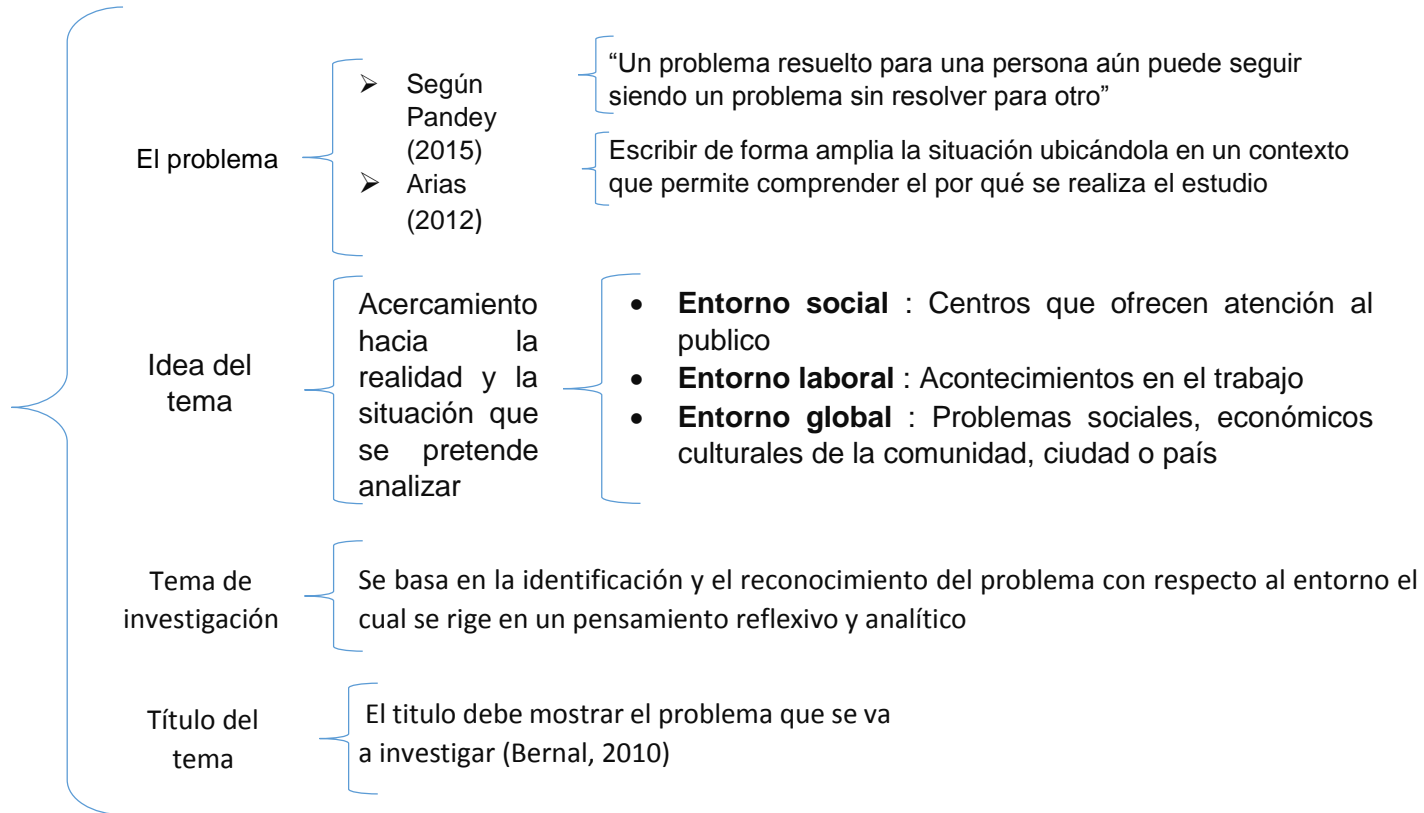 El problema
➢ Según
Pandey
(2015)
“Un problema resuelto para una persona aún puede seguir
siendo un problema sin resolver para otro”
➢ Arias
(2012)
Escribir de forma amplia la situación ubicándola en un contexto
que permite comprender el por qué se realiza el estudio
Idea del
tema
Acercamiento
hacia la
realidad y la
situación que
se pretende
analizar
• Entorno social : Centros que ofrecen atención al
publico
• Entorno laboral : Acontecimientos en el trabajo
• Entorno global : Problemas sociales, económicos
culturales de la comunidad, ciudad o país
Tema de
investigación
Se basa en la identificación y el reconocimiento del problema con respecto al entorno el
cual se rige en un pensamiento reflexivo y analítico
Título del
tema
El titulo debe mostrar el problema que se va
a investigar (Bernal, 2010)